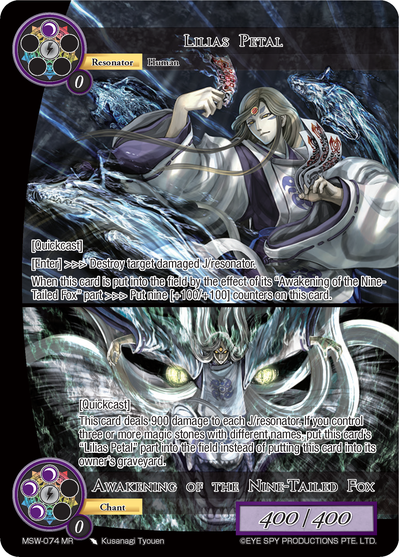 Lilias Petal
Resonator Human
0
[Quickcast]
[Enter] >>> Destroy target damaged J/resonator.
When this card is put into the field by the effect of its "Awakening of the Nine-
Tailed Fox" part >>> Put nine [+100/+100] counters on this card.
[Quickcast]
This card deals 900 damage to each J/resonator. If you control
three or more magic stones with different names, put this card's
"Lilias Petal" part into the field instead of putting this card into its
owner's graveyard.
Awakening of the Nine-Tailed Fox
0
Chant
400/400
MSW-074 MR Kusanagi Tyouen ©EYE SPY PRODUCTIONS PTE. LTD.